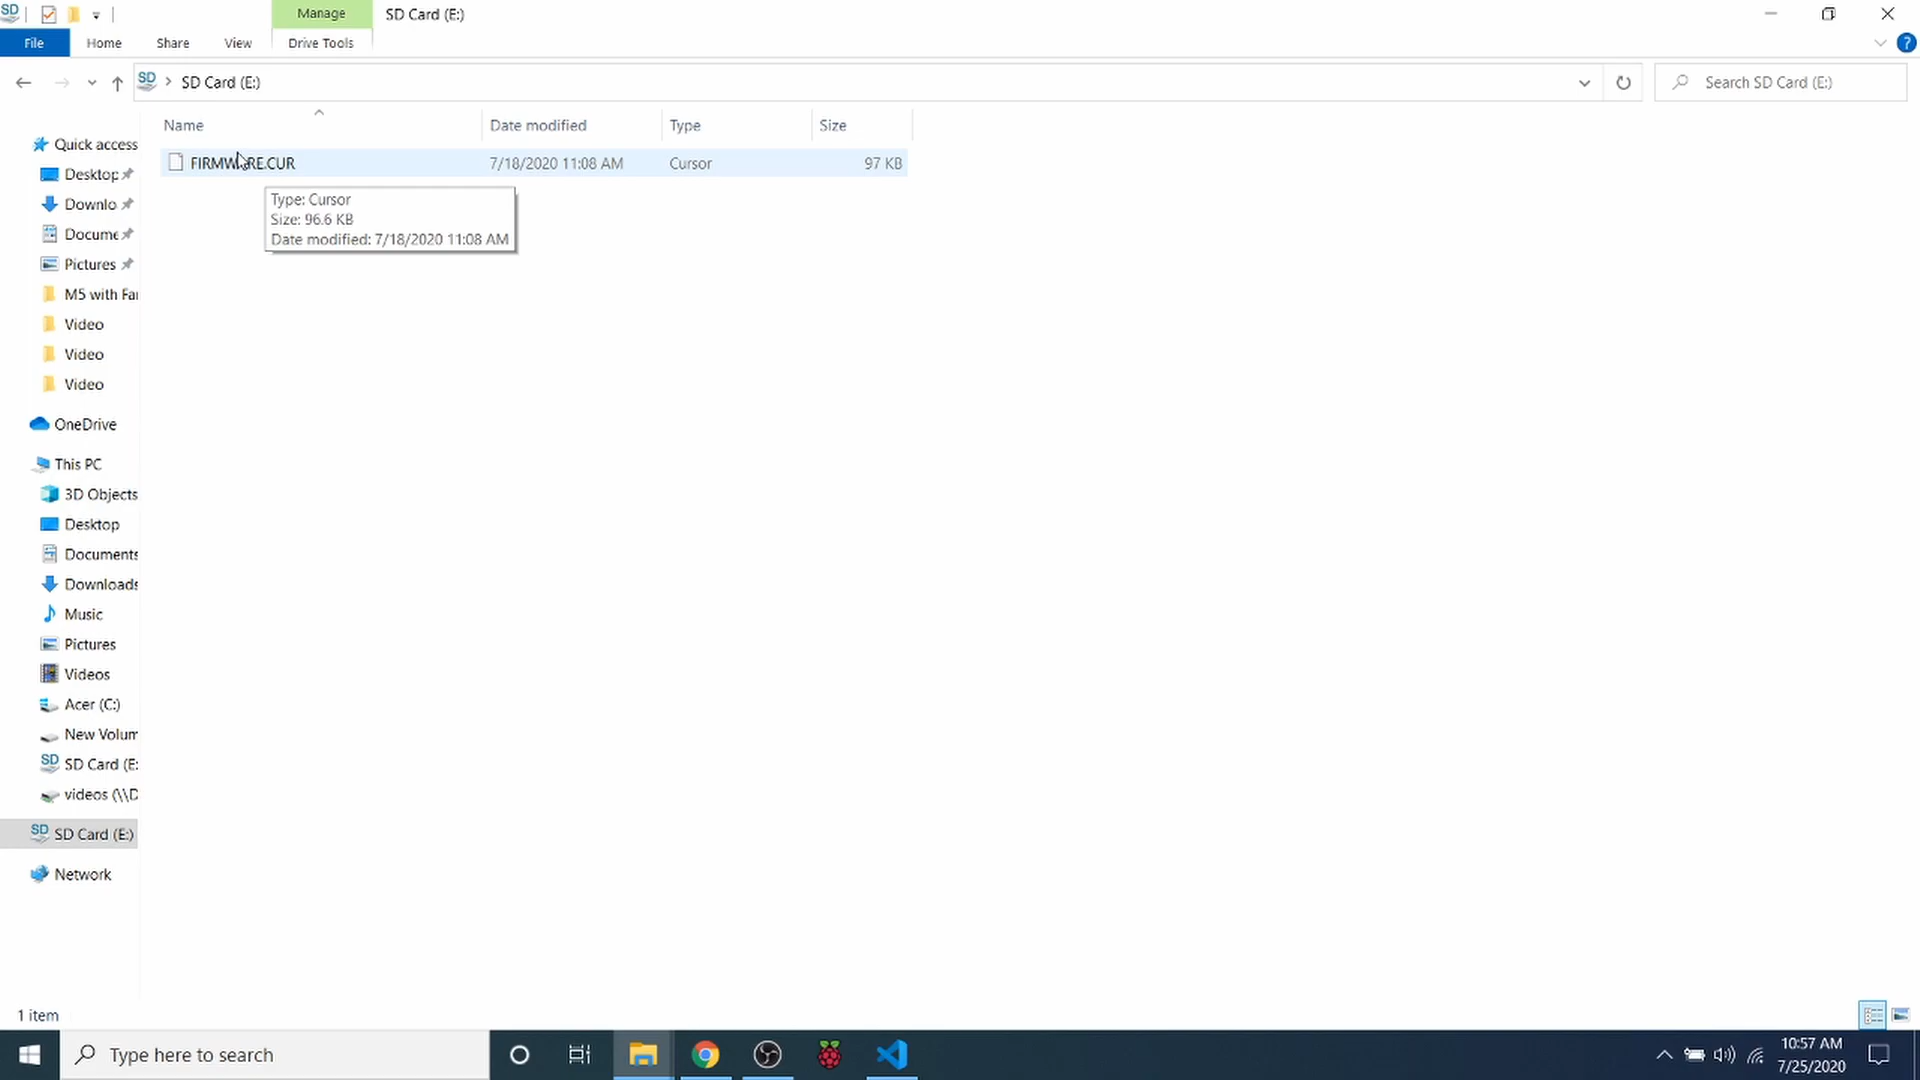 SD
Manage
SD Card (E:)
File
Home
Share
View
Drive Tools
?
SD
SD Card (E:)
Search SD Card (E:)
Name
Date modified
Type
Size
FIRMWARE.CUR
7/18/2020 11:08 AM
Cursor
97 KB
Type: Cursor
Size: 96.6 KB
Date modified: 7/18/2020 11:08 AM
Quick access
Desktop
Downlo
Docume
Pictures
M5 with Fa
Video
Video
Video
OneDrive
This PC
3D Objects
Desktop
Documents
Downloads
Music
Pictures
Videos
Acer (C:)
New Volum
SD
SD Card (E:
videos (\\D
SD
SD Card (E:)
Network
1 item
Type here to search
10:57 AM
7/25/2020